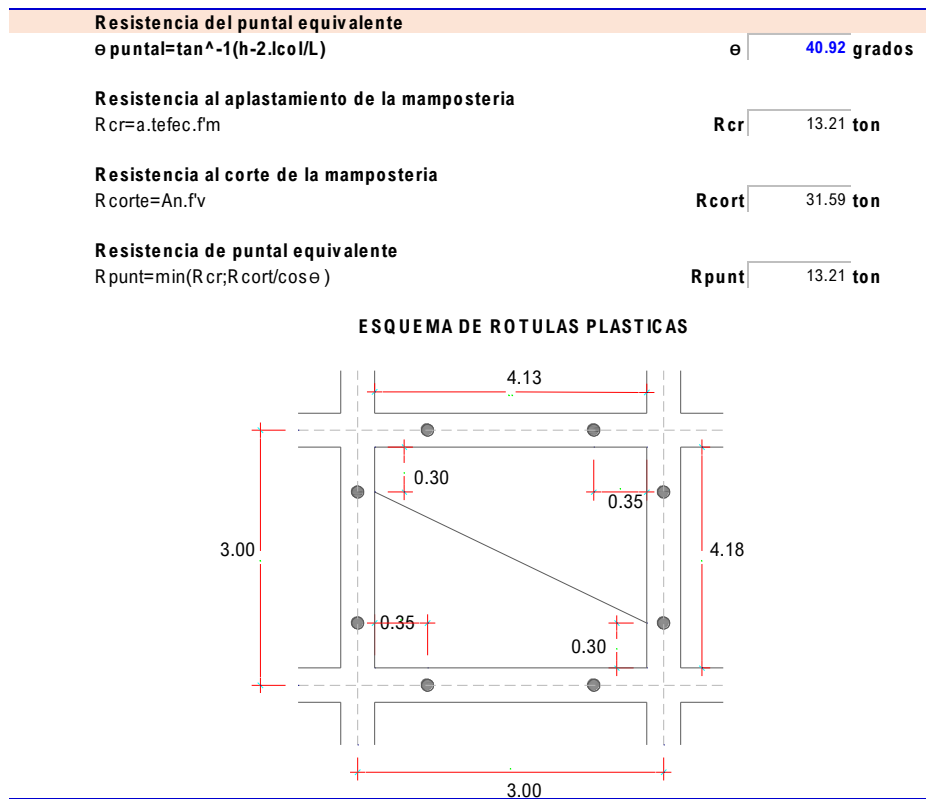 Resistencia del puntal equivalente
ɵ puntal=tan^-1(h-2.lcol/L) ɵ 40.92 grados
Resistencia al aplastamiento de la mamposteria
Rcr=a.tefec.f'm Rcr 13.21 ton
Resistencia al corte de la mamposteria
Rcorte=An.f'v Rcort 31.59 ton
Resistencia de puntal equivalente
Rpunt=min(Rcr;Rcort/cosɵ ) Rpunt 13.21 ton
ESQUEMA DE ROTULAS PLASTICAS
4.13
0.30
0.35
3.00
4.18
0.35
0.30
3.00